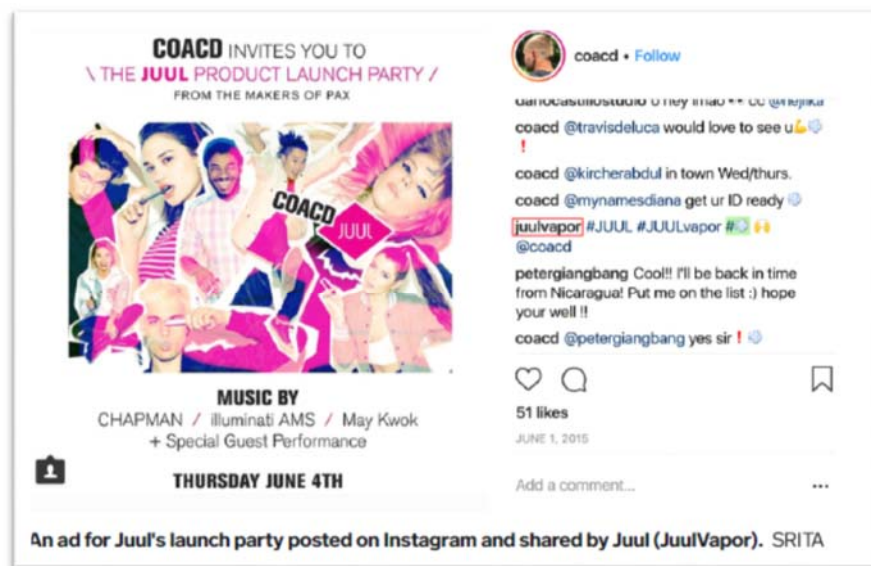 COACD INVITES YOU TO
\ THE JUUL PRODUCT LAUNCH PARTY /
FROM THE MAKERS OF PAX
COACD
JUUL
MUSIC BY
CHAPMAN / illuminati AMS / May Kwok
+ Special Guest Performance
THURSDAY JUNE 4TH
coacd • Follow
coacd @travisdeluca would love to see u💪💨
❗
coacd @kircherabdul in town Wed/thurs.
coacd @mynamesdiana get ur ID ready 💨
juulvapor #JUUL #JUULvapor #💨 🙌
@coacd
petergiangbang Cool!! I'll be back in time
from Nicaragua! Put me on the list :) hope
your well !!
coacd @petergiangbang yes sir❗💨
51 likes
JUNE 1, 2015
Add a comment...
An ad for Juul's launch party posted on Instagram and shared by Juul (JuulVapor). SRITA